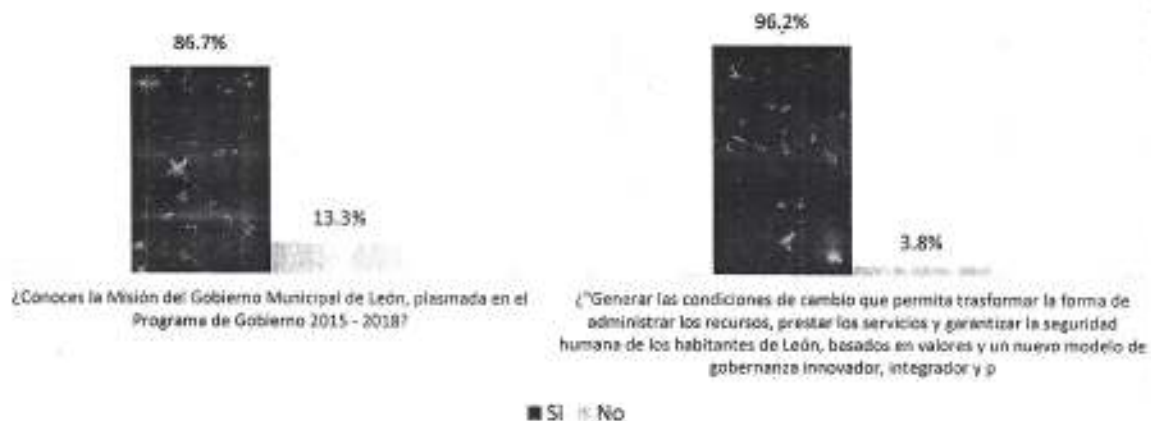 86.7%
13.3%
¿Conoces la Misión del Gobierno Municipal de León, plasmada en el
Programa de Gobierno 2015 - 2018?
96.2%
3.8%
¿"Generar las condiciones de cambio que permita trasformar la forma de
administrar los recursos, prestar los servicios y garantizar la seguridad
humana de los habitantes de León, basados en valores y un nuevo modelo de
gobernanza innovador, integrador y p
Si No